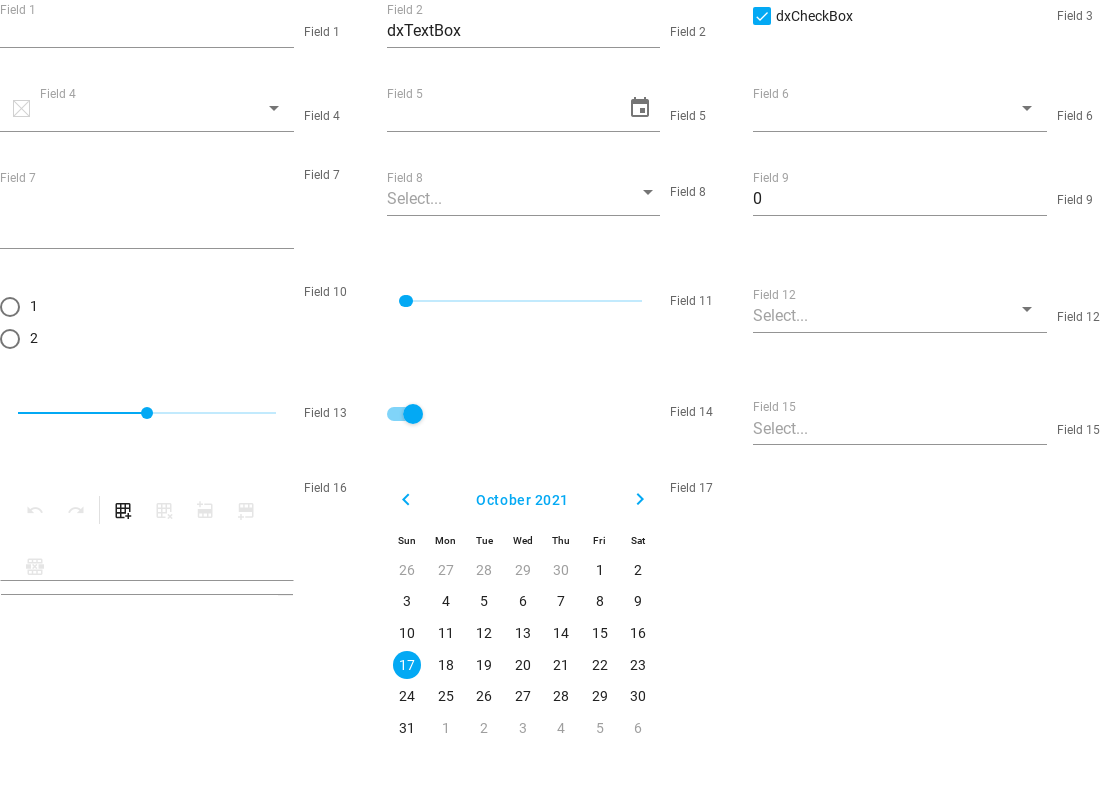 Field 1
Field 1
Field 2
dxTextBox
Field 2
dxCheckBox
Field 3
Field 4
Field 4
Field 5
Field 5
Field 6
Field 6
Field 7
Field 7
Field 8
Select...
Field 8
Field 9
0
Field 9
1
2
Field 10
Field 11
Field 12
Select...
Field 12
Field 13
Field 14
Field 15
Select...
Field 15
Field 16
October 2021
Field 17
Sun Mon Tue Wed Thu Fri Sat
26 27 28 29 30 1 2
3 4 5 6 7 8 9
10 11 12 13 14 15 16
17 18 19 20 21 22 23
24 25 26 27 28 29 30
31 1 2 3 4 5 6